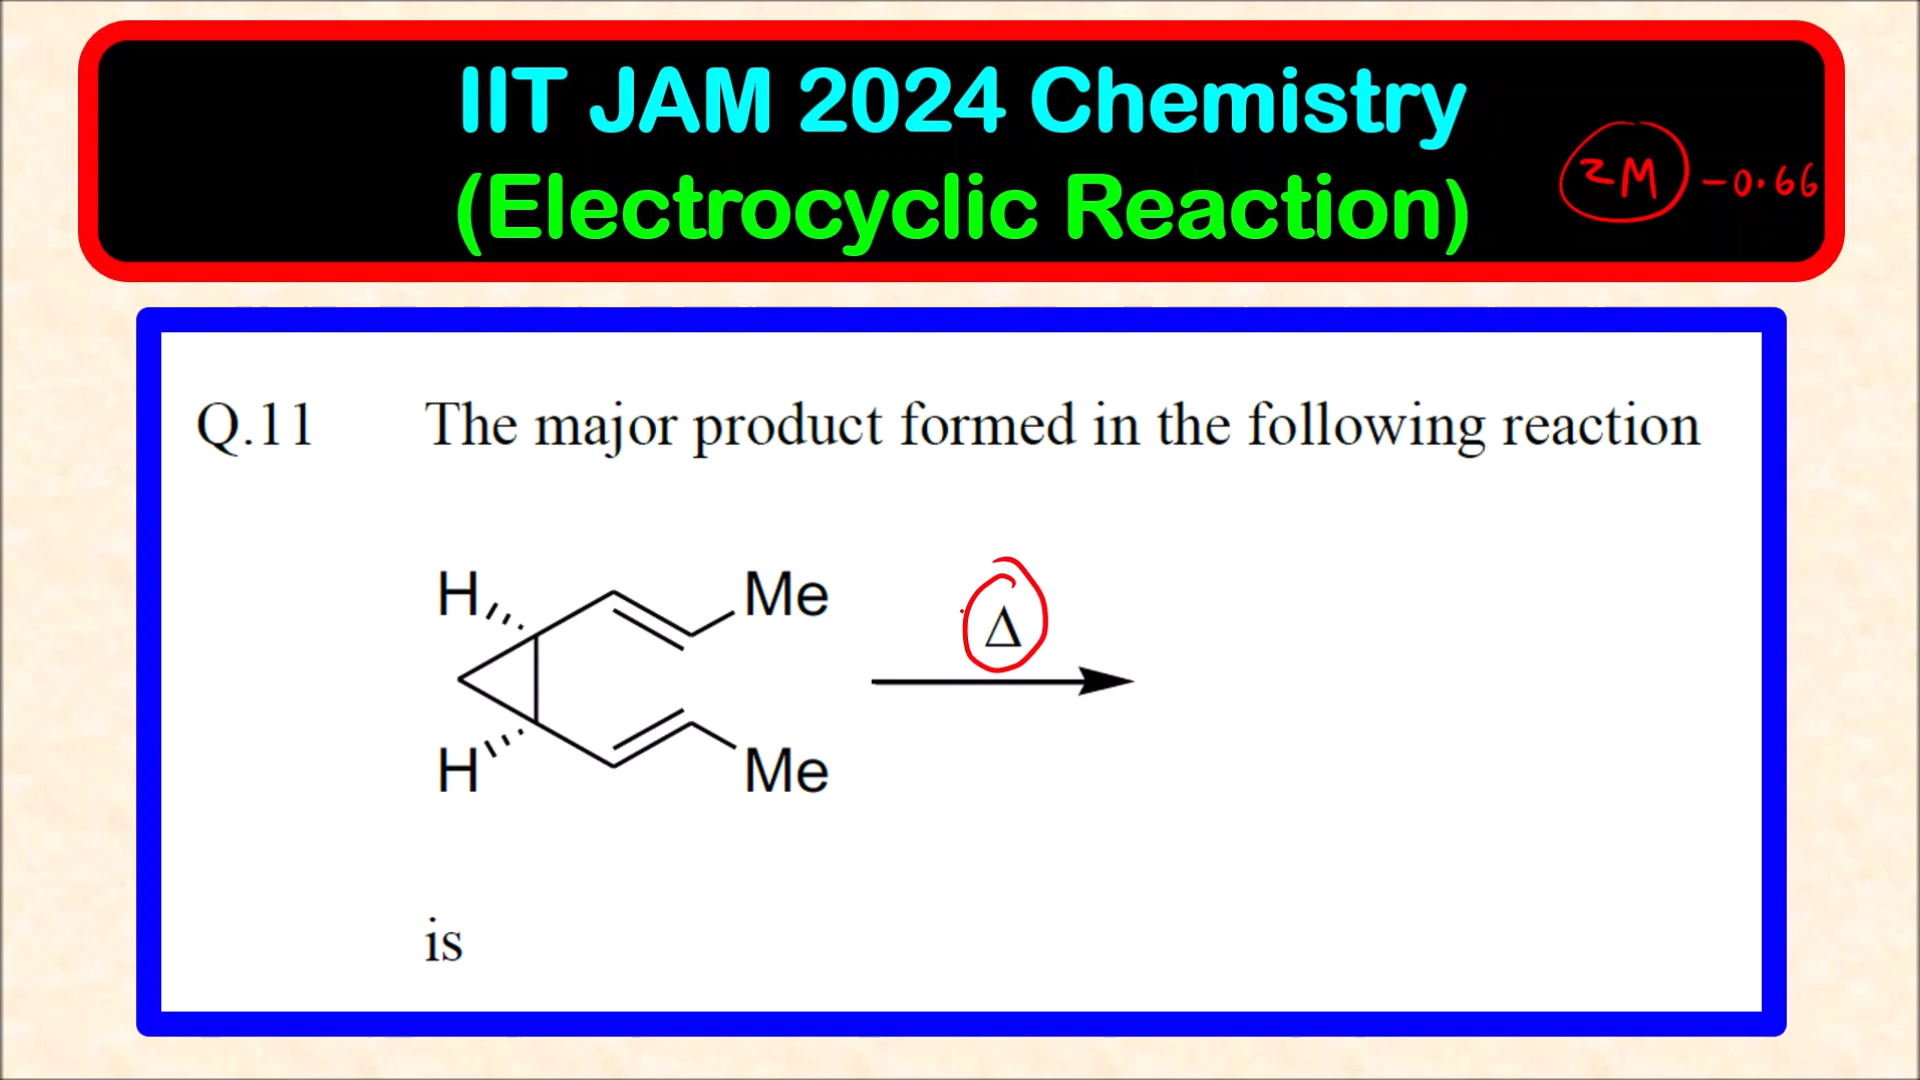 IIT JAM 2024 Chemistry
(Electrocyclic Reaction)
2M -0.66
Q.11 The major product formed in the following reaction
H Me
Δ
H Me
is